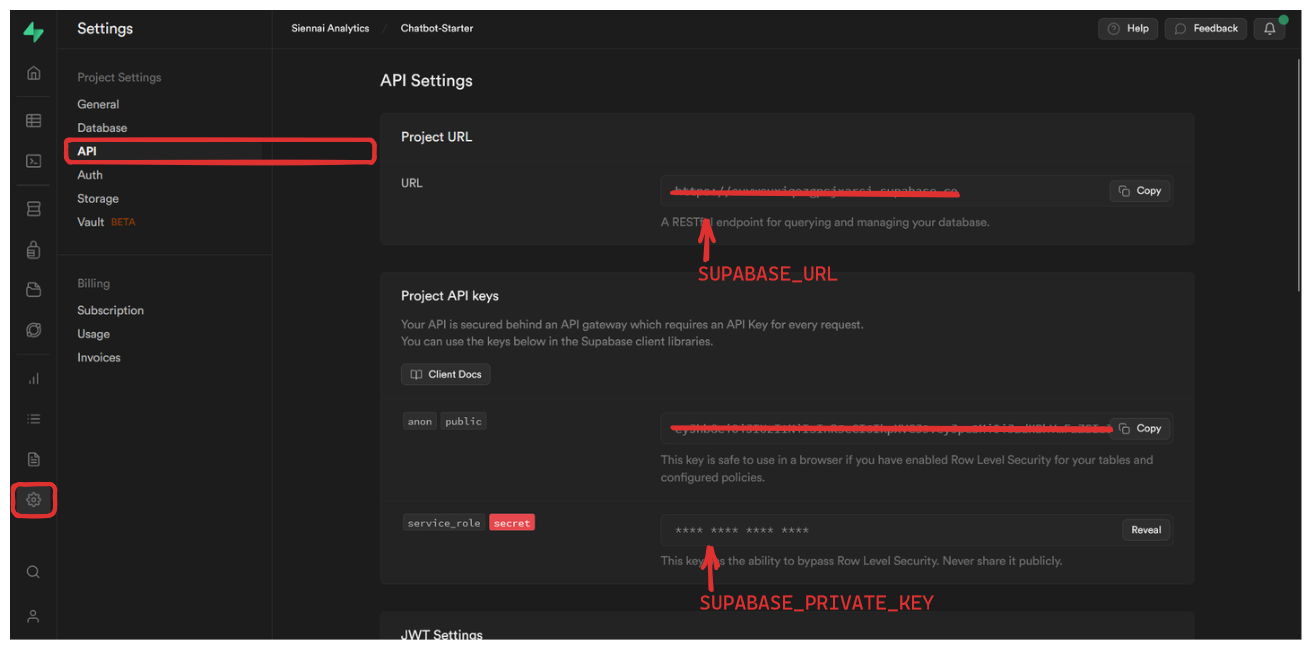 Settings
Siennai Analytics / Chatbot-Starter
Help
Feedback
Project Settings
General
Database
API
Auth
Storage
Vault BETA
Billing
Subscription
Usage
Invoices
API Settings
Project URL
URL
Copy
A RESTful endpoint for querying and managing your database.
SUPABASE_URL
Project API keys
Your API is secured behind an API gateway which requires an API Key for every request.
You can use the keys below in the Supabase client libraries.
Client Docs
anon public
Copy
This key is safe to use in a browser if you have enabled Row Level Security for your tables and
configured policies.
service_role secret
**** **** **** ****
Reveal
This key has the ability to bypass Row Level Security. Never share it publicly.
SUPABASE_PRIVATE_KEY
JWT Settings